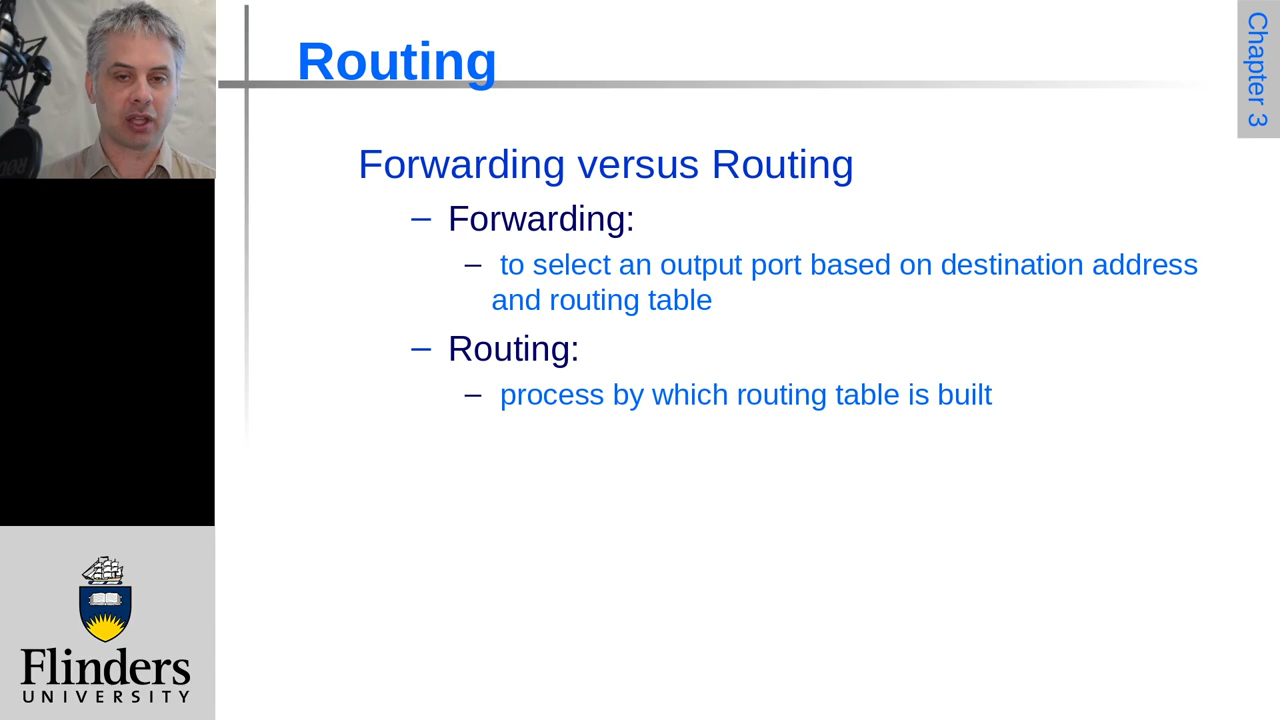 Routing
Chapter 3
Forwarding versus Routing
– Forwarding:
– to select an output port based on destination address
and routing table
– Routing:
– process by which routing table is built
Flinders
UNIVERSITY